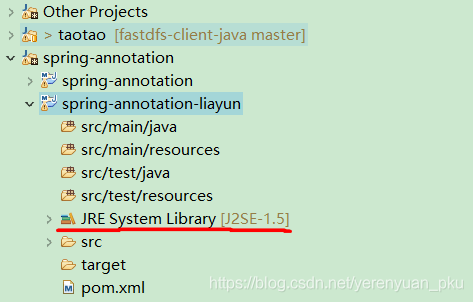 Other Projects
> taotao [fastdfs-client-java master]
spring-annotation
spring-annotation
spring-annotation-liayun
src/main/java
src/main/resources
src/test/java
src/test/resources
JRE System Library [J2SE-1.5]
src
target
pom.xml
https://blog.csdn.net/yerenyuan_pku